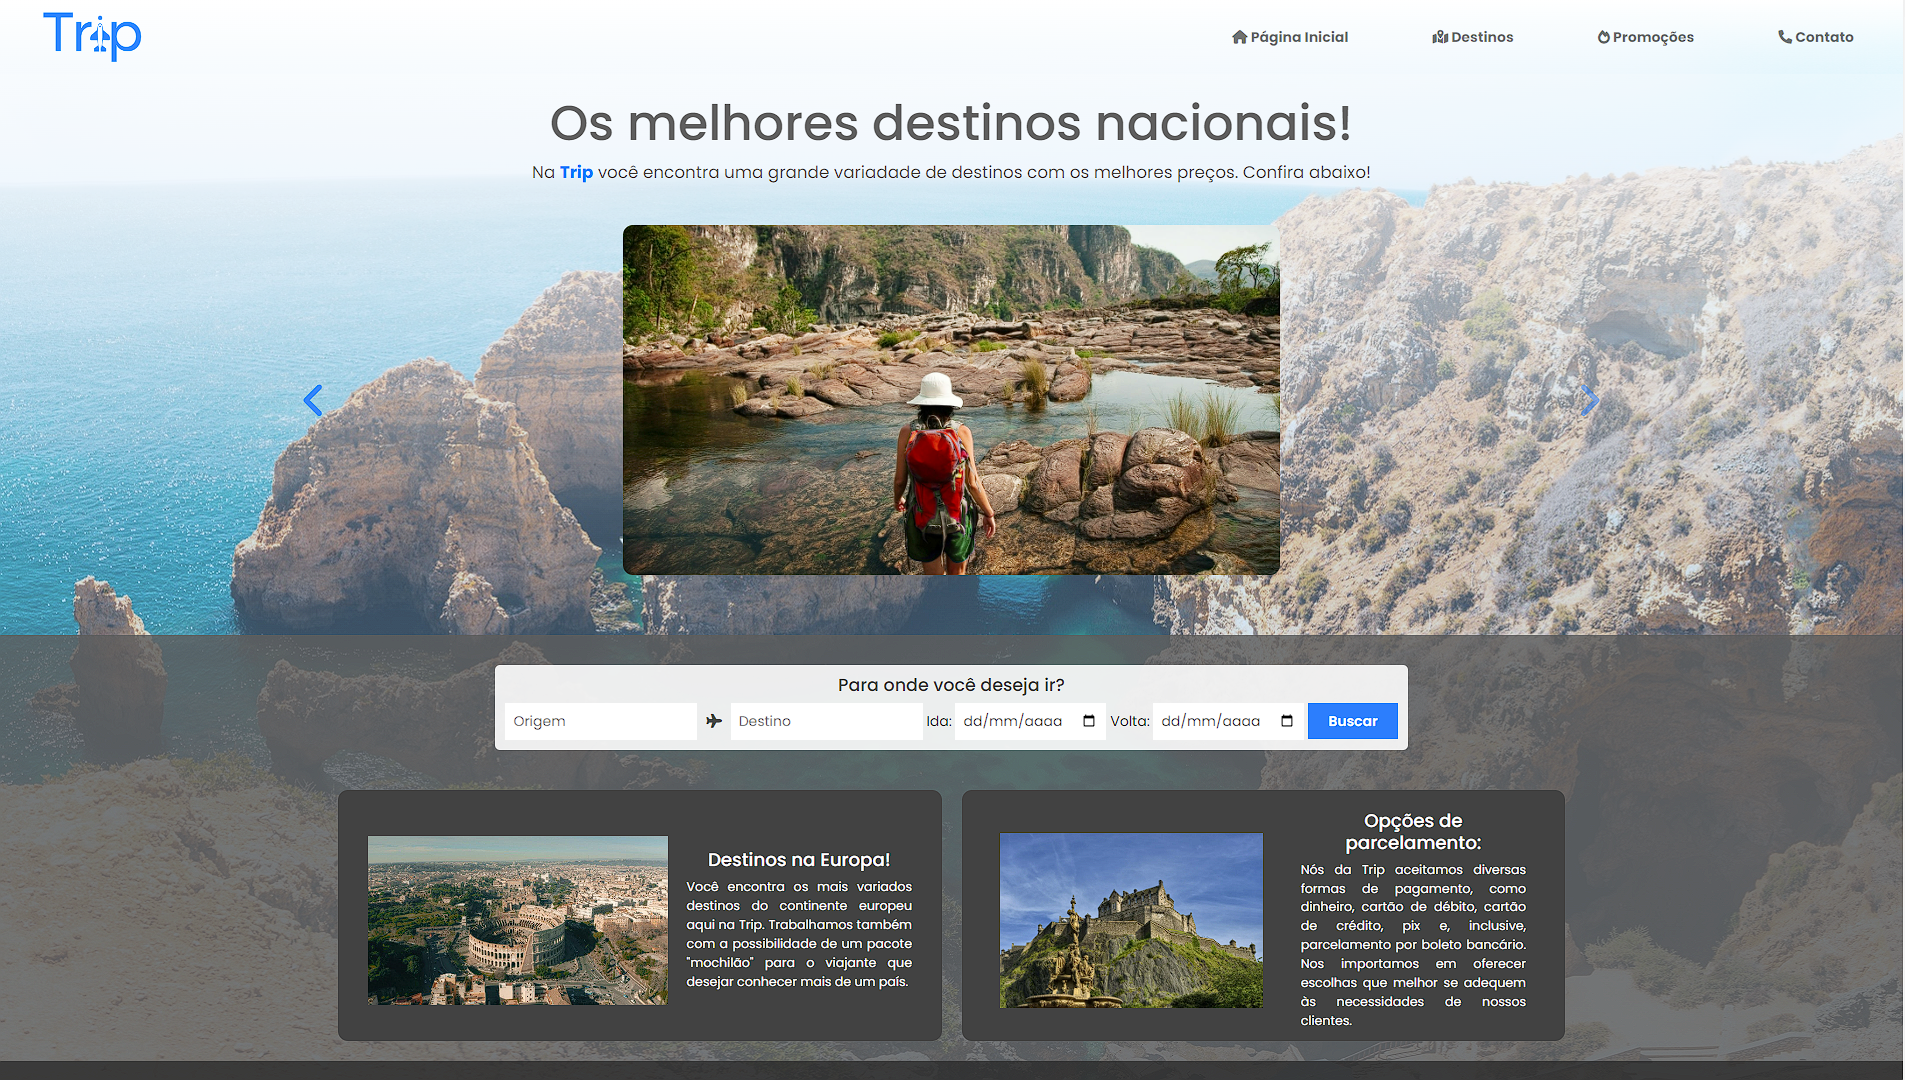 Trip
Página Inicial
Destinos
Promoções
Contato
Os melhores destinos nacionais!
Na Trip você encontra uma grande variadade de destinos com os melhores preços. Confira abaixo!
Para onde você deseja ir?
Origem
Destino
Ida: dd/mm/aaaa
Volta: dd/mm/aaaa
Buscar
Destinos na Europa!
Você encontra os mais variados
destinos do continente europeu
aqui na Trip. Trabalhamos também
com a possibilidade de um pacote
"mochilão" para o viajante que
desejar conhecer mais de um país.
Opções de
parcelamento:
Nós da Trip aceitamos diversas
formas de pagamento, como
dinheiro, cartão de débito, cartão
de crédito, pix e, inclusive,
parcelamento por boleto bancário.
Nos importamos em oferecer
escolhas que melhor se adequem
às necessidades de nossos
clientes.